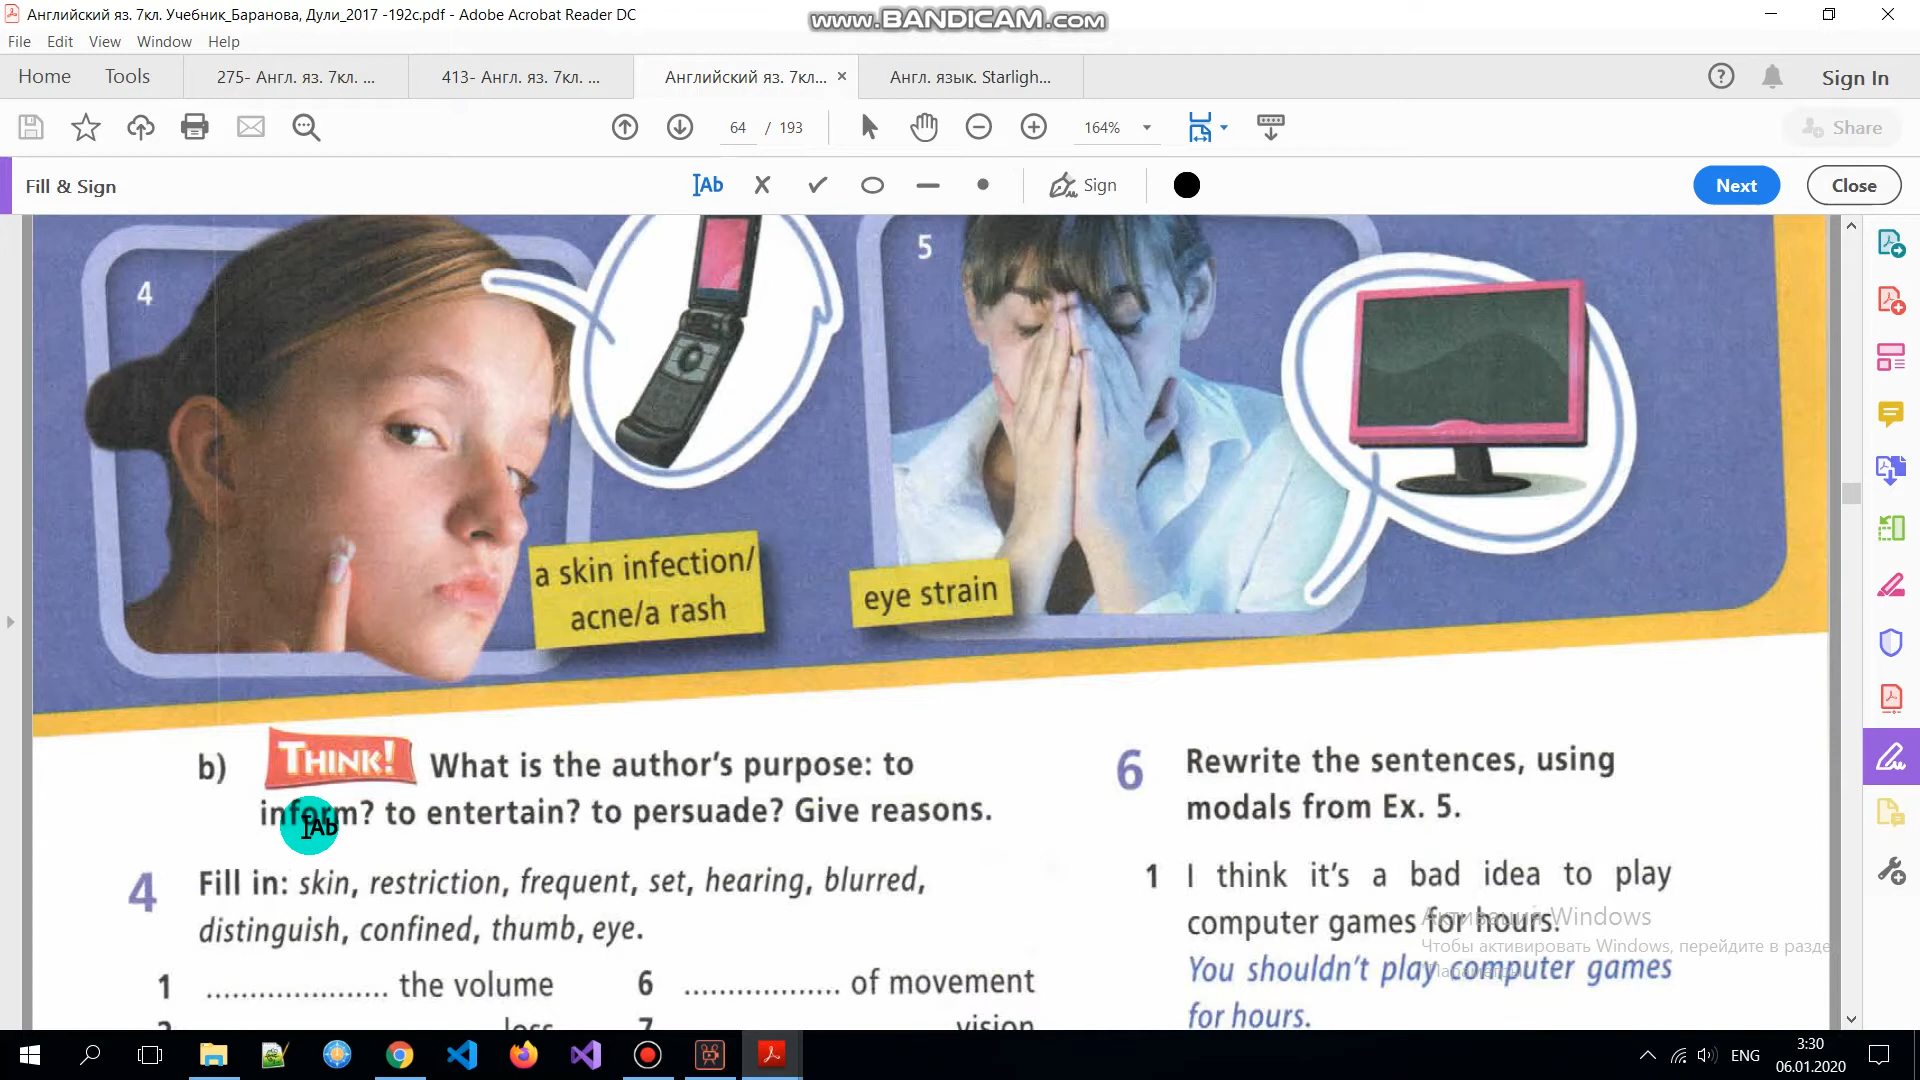 Английский яз. 7кл. Учебник_Баранова, Дули_2017 -192с.pdf - Adobe Acrobat Reader DC
www.BANDICAM.com
File Edit View Window Help
Home Tools 275- Англ. яз. 7кл. ... 413- Англ. яз. 7кл. ... Английский яз. 7кл... × Англ. язык. Starligh... Sign In
64 / 193 164% Share
Fill & Sign Ab Sign Next Close
4
5
a skin infection/
acne/a rash
eye strain
b) THINK! What is the author's purpose: to
inform? to entertain? to persuade? Give reasons.
4 Fill in: skin, restriction, frequent, set, hearing, blurred,
distinguish, confined, thumb, eye.
1 .................... the volume
6 .................. of movement
loss
7 vision
6 Rewrite the sentences, using
modals from Ex. 5.
1 I think it's a bad idea to play
computer games for hours.
You shouldn't play computer games
for hours.
Активация Windows
Чтобы активировать Windows, перейдите в разде
"Параметры".
ENG
3:30
06.01.2020